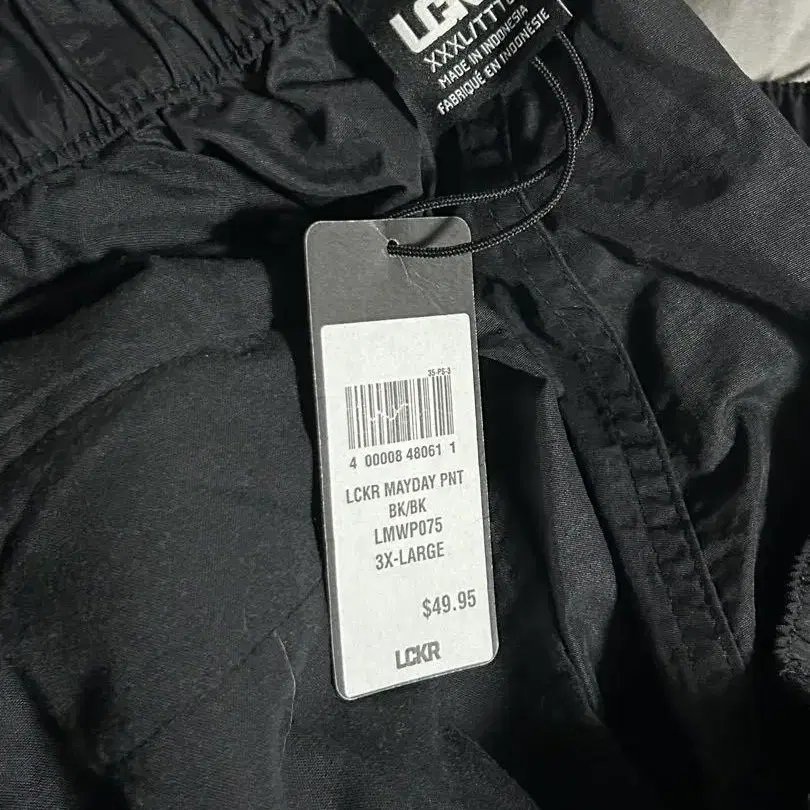 LCKR
XXXL/TTTG
MADE IN INDONESIA
FABRIQUÉ EN INDONÉSIE
35-PS-3
4 00008 48061 1
LCKR MAYDAY PNT
BK/BK
LMWP075
3X-LARGE
$49.95
LCKR